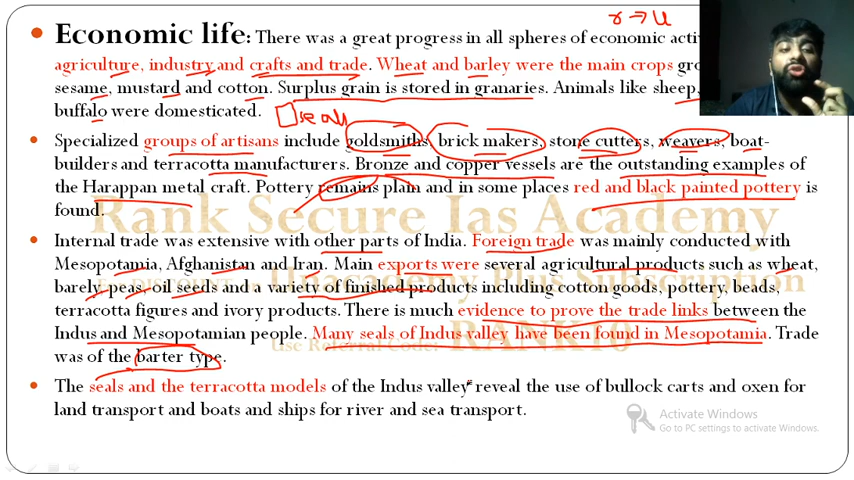 r → u
• Economic life: There was a great progress in all spheres of economic activ
agriculture, industry and crafts and trade. Wheat and barley were the main crops gro
sesame, mustard and cotton. Surplus grain is stored in granaries. Animals like sheep,
buffalo were domesticated.
• Specialized groups of artisans include goldsmiths, brick makers, stone cutters, weavers, boat-
builders and terracotta manufacturers. Bronze and copper vessels are the outstanding examples of
the Harappan metal craft. Pottery remains plain and in some places red and black painted pottery is
found.
Rank Secure Ias Academy
• Internal trade was extensive with other parts of India. Foreign trade was mainly conducted with
Mesopotamia, Afghanistan and Iran. Main exports were several agricultural products such as wheat,
Unacademy Plus Subscription
barely, peas, oil seeds and a variety of finished products including cotton goods, pottery, beads,
terracotta figures and ivory products. There is much evidence to prove the trade links between the
Indus and Mesopotamian people. Many seals of Indus valley have been found in Mesopotamia. Trade
Use Referral Code: RANK10
was of the barter type.
• The seals and the terracotta models of the Indus valley reveal the use of bullock carts and oxen for
land transport and boats and ships for river and sea transport.
Activate Windows
Go to PC settings to activate Windows.